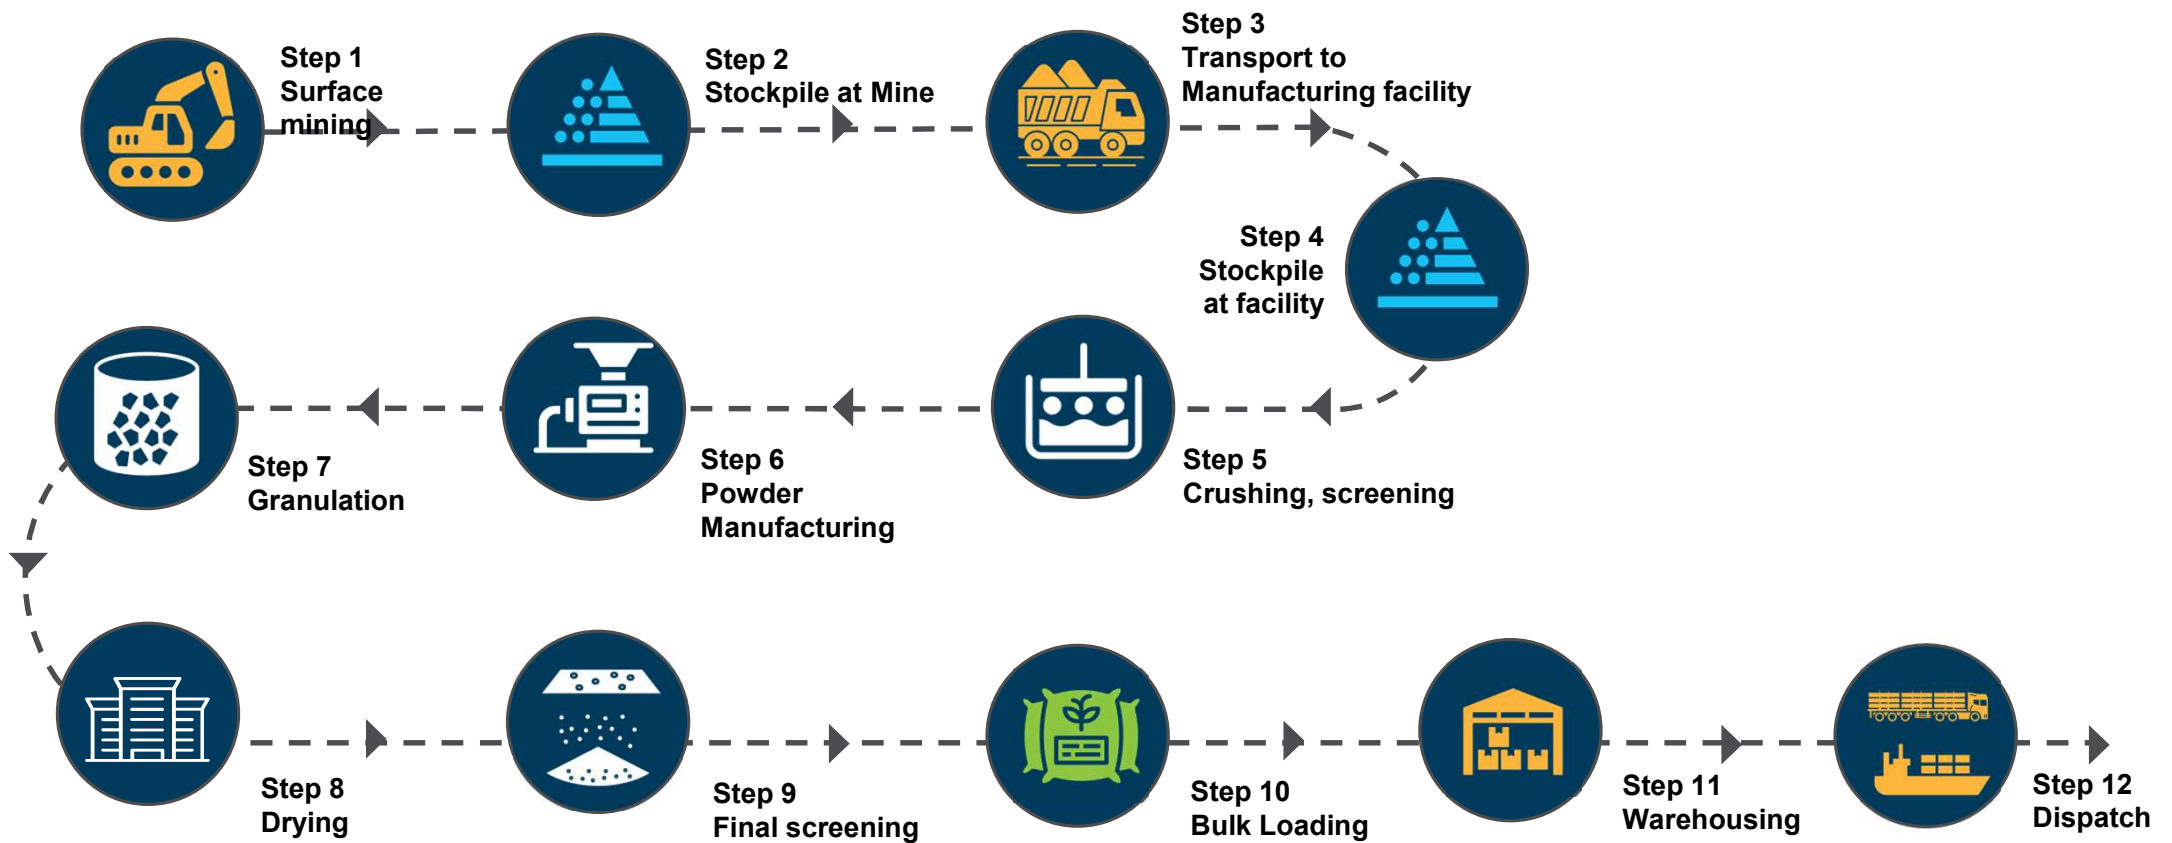 Step 1
Surface
mining
Step 2
Stockpile at Mine
Step 3
Transport to
Manufacturing facility
Step 4
Stockpile
at facility
Step 5
Crushing, screening
Step 6
Powder
Manufacturing
Step 7
Granulation
Step 8
Drying
Step 9
Final screening
Step 10
Bulk Loading
Step 11
Warehousing
Step 12
Dispatch